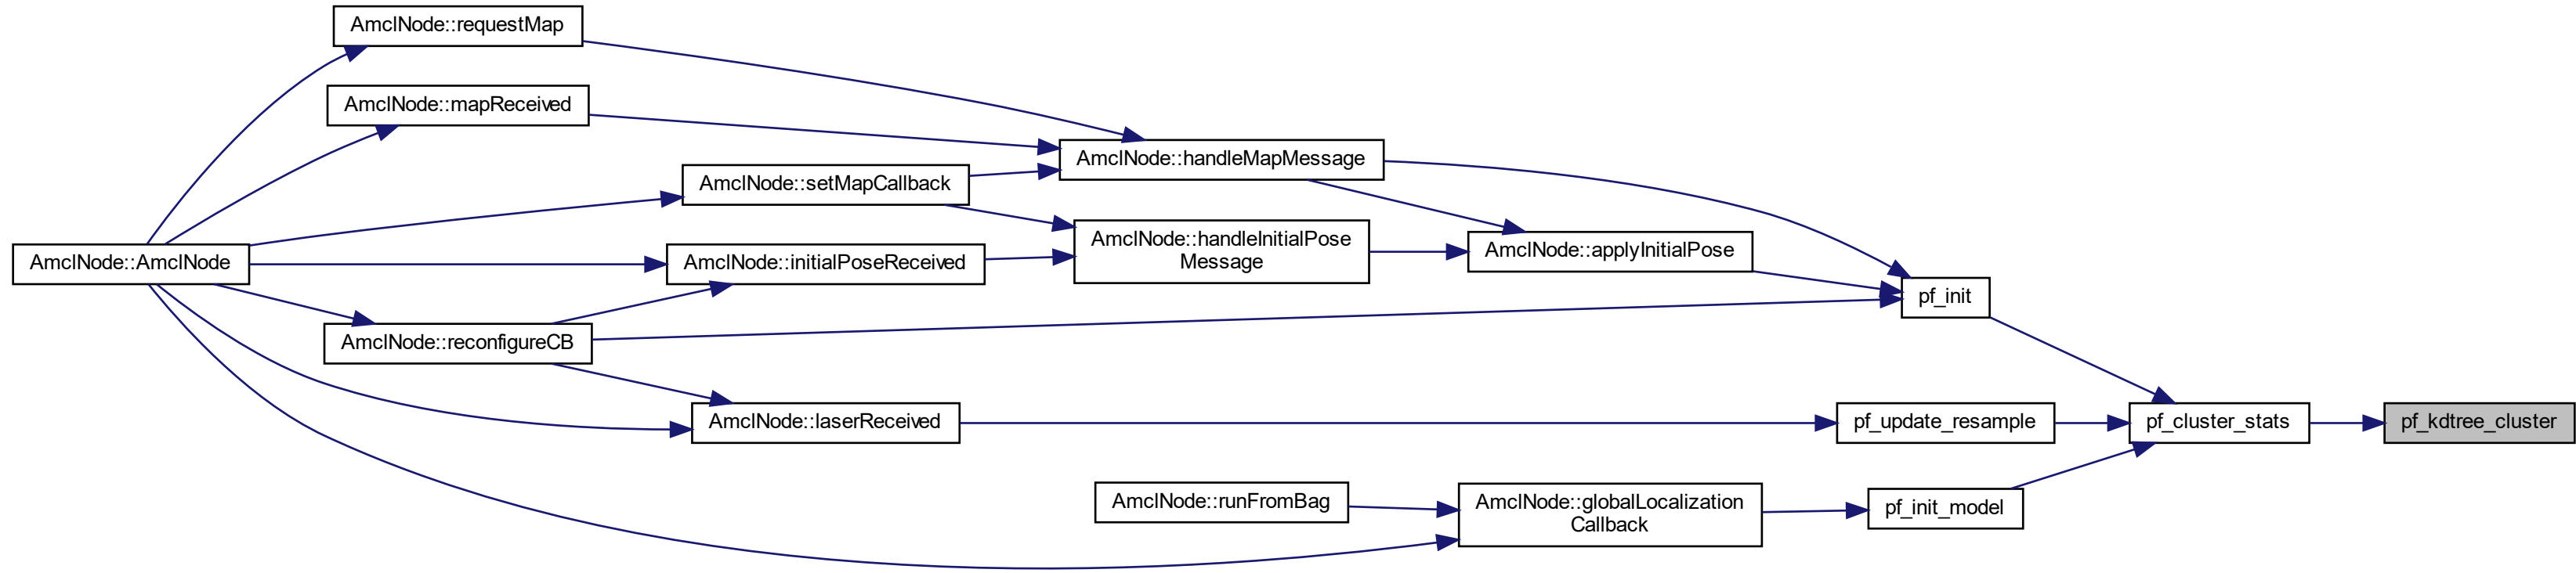 AmclNode::requestMap
AmclNode::mapReceived
AmclNode::handleMapMessage
AmclNode::setMapCallback
AmclNode::handleInitialPose
Message
AmclNode::applyInitialPose
AmclNode::AmclNode
AmclNode::initialPoseReceived
pf_init
AmclNode::reconfigureCB
AmclNode::laserReceived
pf_update_resample
pf_cluster_stats
pf_kdtree_cluster
AmclNode::runFromBag
AmclNode::globalLocalization
Callback
pf_init_model